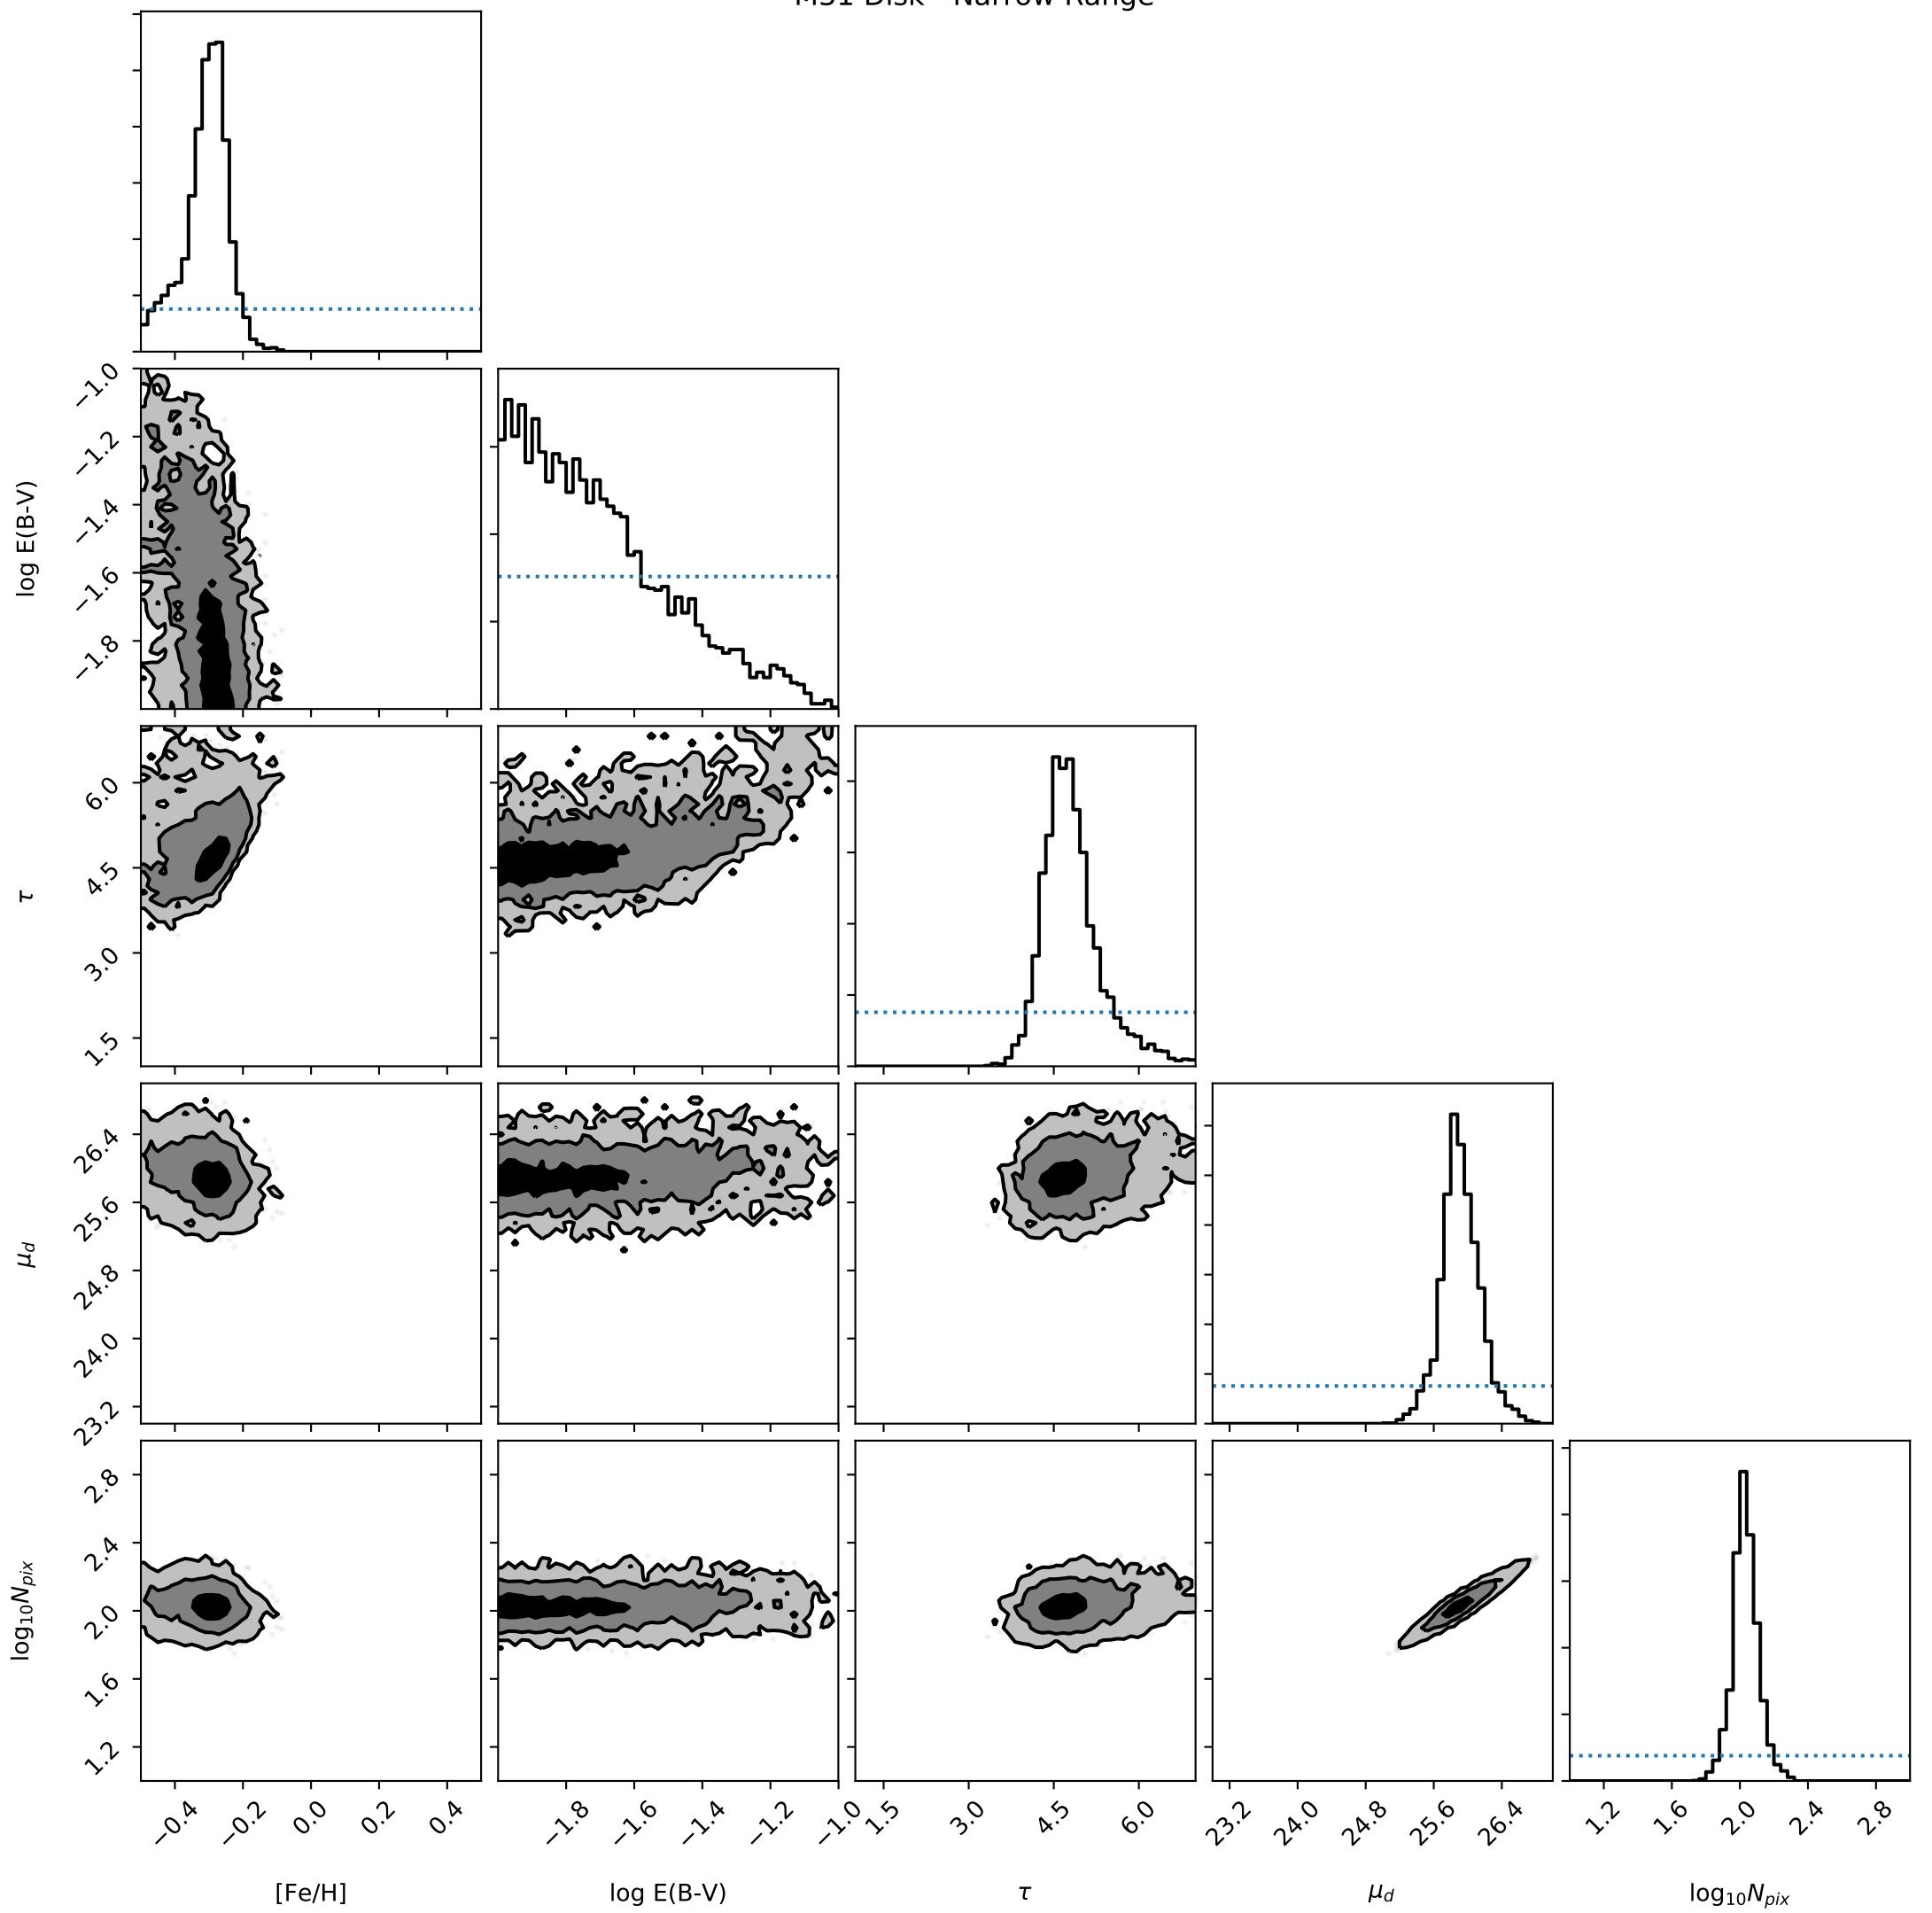 M51 Disk - Narrow Range
−1.0
−1.2
−1.4
−1.6
−1.8
log E(B-V)
6.0
4.5
3.0
1.5
τ
26.4
25.6
24.8
24.0
23.2
μd
2.8
2.4
2.0
1.6
1.2
log10Npix
−0.4 −0.2 0.0 0.2 0.4 −1.8 −1.6 −1.4 −1.2 −1.0 1.5 3.0 4.5 6.0 23.2 24.0 24.8 25.6 26.4 1.2 1.6 2.0 2.4 2.8
[Fe/H] log E(B-V) τ μd log10Npix